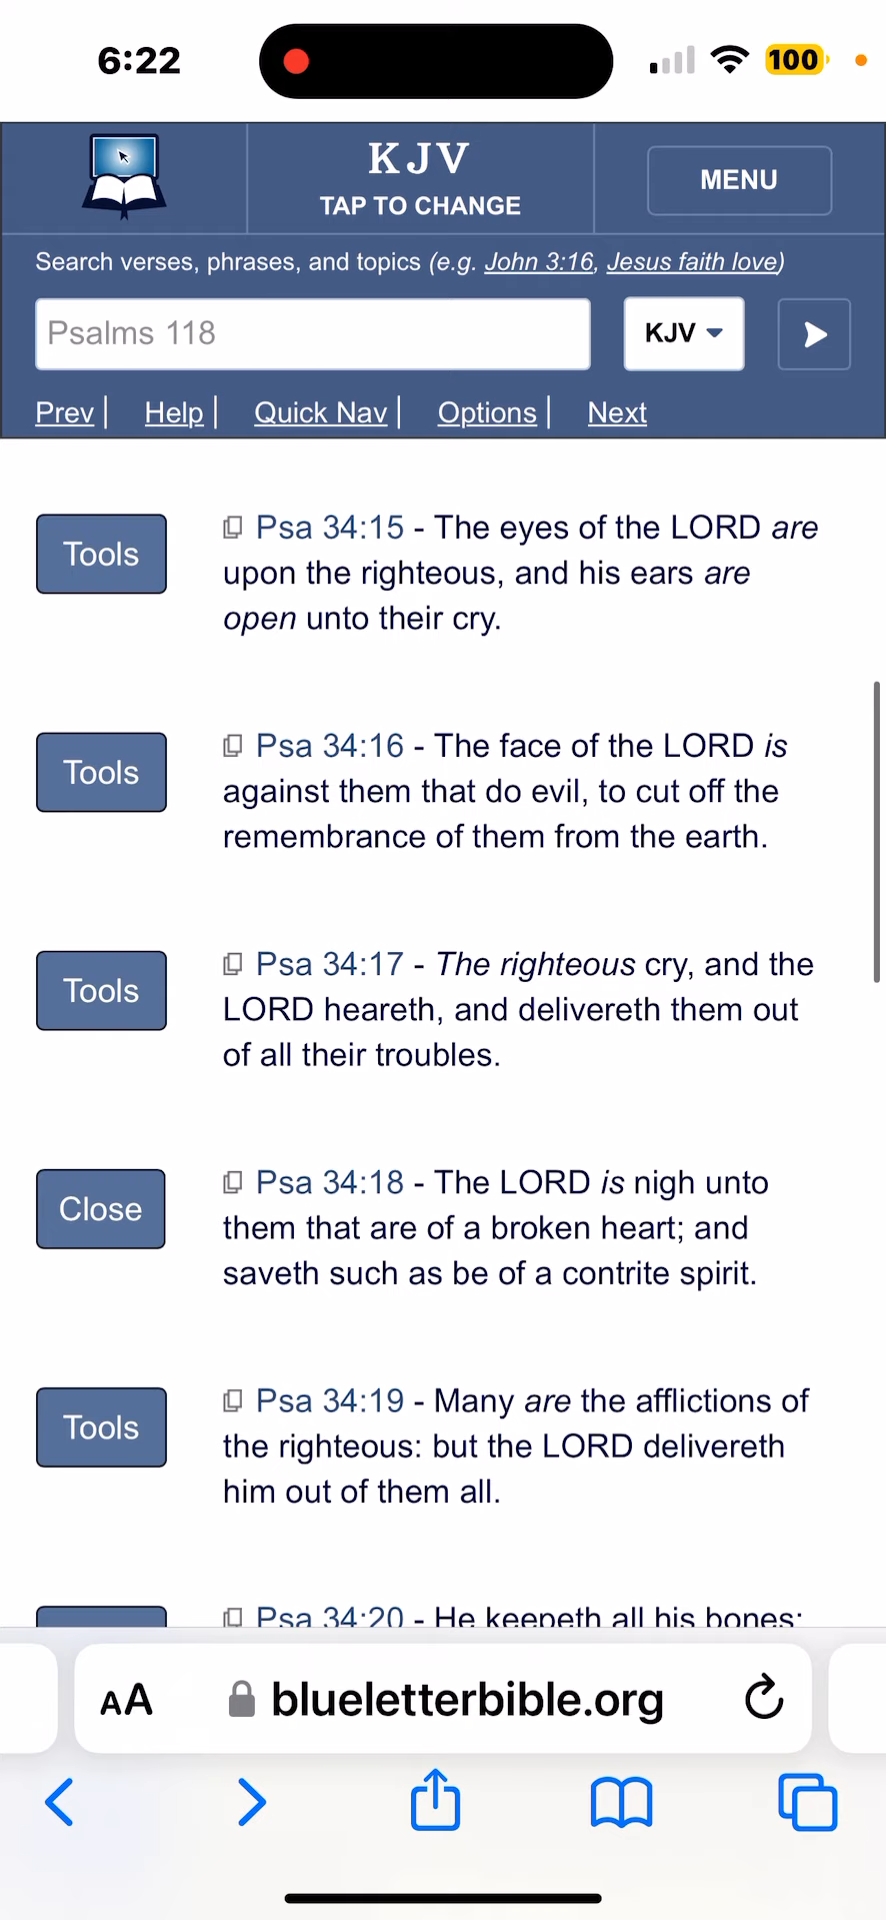 6:22
100
KJV
TAP TO CHANGE
MENU
Search verses, phrases, and topics (e.g. John 3:16, Jesus faith love)
Psalms 118
KJV
Prev | Help | Quick Nav | Options | Next
Tools
Psa 34:15 - The eyes of the LORD are
upon the righteous, and his ears are
open unto their cry.
Tools
Psa 34:16 - The face of the LORD is
against them that do evil, to cut off the
remembrance of them from the earth.
Tools
Psa 34:17 - The righteous cry, and the
LORD heareth, and delivereth them out
of all their troubles.
Close
Psa 34:18 - The LORD is nigh unto
them that are of a broken heart; and
saveth such as be of a contrite spirit.
Tools
Psa 34:19 - Many are the afflictions of
the righteous: but the LORD delivereth
him out of them all.
Psa 34:20 - He keepeth all his bones:
AA
blueletterbible.org